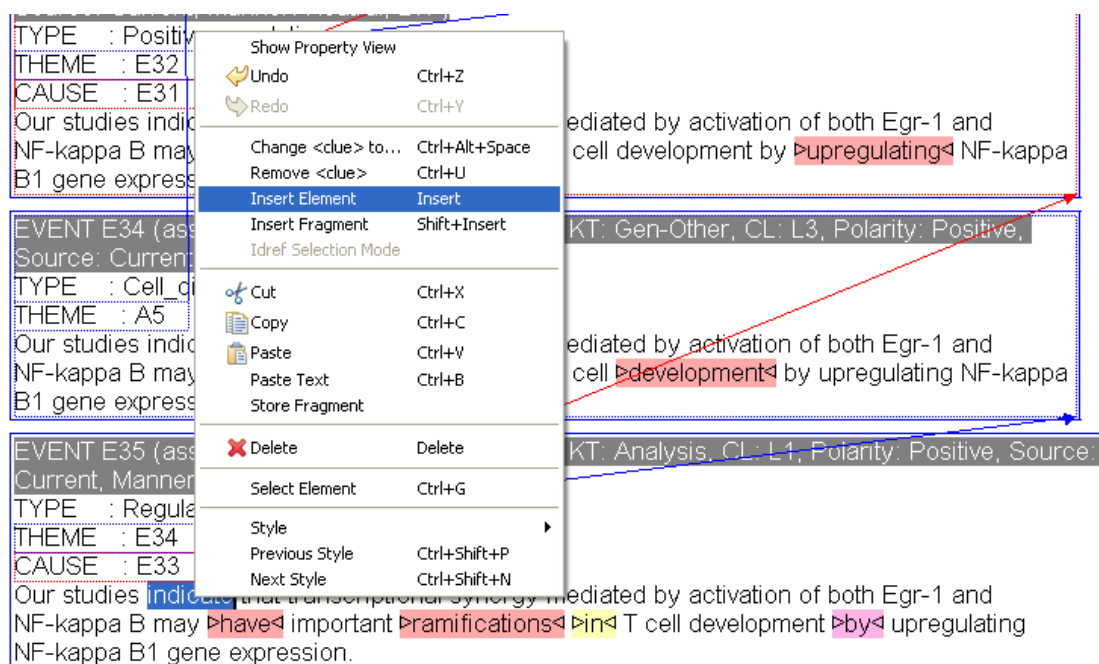 TYPE : Positiv
THEME : E32
CAUSE : E31
Our studies indic ediated by activation of both Egr-1 and
NF-kappa B may cell development by upregulating NF-kappa
B1 gene express
EVENT E34 (ass KT: Gen-Other, CL: L3, Polarity: Positive,
Source: Current
TYPE : Cell_di
THEME : A5
Our studies indic ediated by activation of both Egr-1 and
NF-kappa B may cell development by upregulating NF-kappa
B1 gene express
EVENT E35 (ass KT: Analysis, CL: L1, Polarity: Positive, Source:
Current, Manner
TYPE : Regula
THEME : E34
CAUSE : E33
Our studies indicate that transcriptional synergy mediated by activation of both Egr-1 and
NF-kappa B may have important ramifications in T cell development by upregulating
NF-kappa B1 gene expression.
Show Property View
Undo Ctrl+Z
Redo Ctrl+Y
Change <clue> to... Ctrl+Alt+Space
Remove <clue> Ctrl+U
Insert Element Insert
Insert Fragment Shift+Insert
Idref Selection Mode
Cut Ctrl+X
Copy Ctrl+C
Paste Ctrl+V
Paste Text Ctrl+B
Store Fragment
Delete Delete
Select Element Ctrl+G
Style
Previous Style Ctrl+Shift+P
Next Style Ctrl+Shift+N